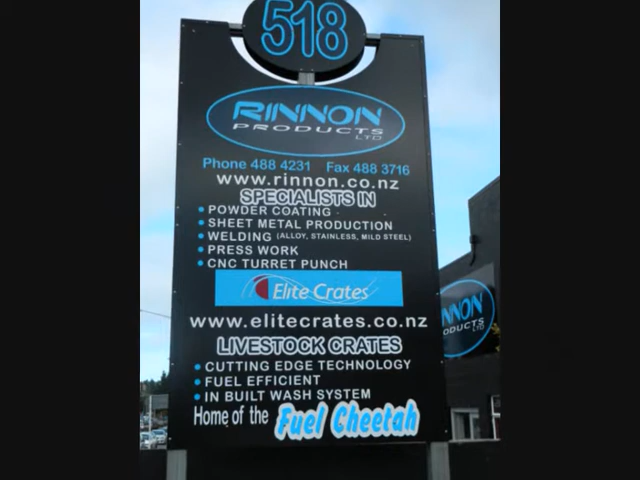 518
RINNON
PRODUCTS
LTD
Phone 488 4231 Fax 488 3716
www.rinnon.co.nz
SPECIALISTS IN
• POWDER COATING
• SHEET METAL PRODUCTION
• WELDING (ALLOY, STAINLESS, MILD STEEL)
• PRESS WORK
• CNC TURRET PUNCH
ELITE CRATES
www.elitecrates.co.nz
LIVESTOCK CRATES
• CUTTING EDGE TECHNOLOGY
• FUEL EFFICIENT
• IN BUILT WASH SYSTEM
Home of the Fuel Cheetah
NNON
ODUCTS
LTD